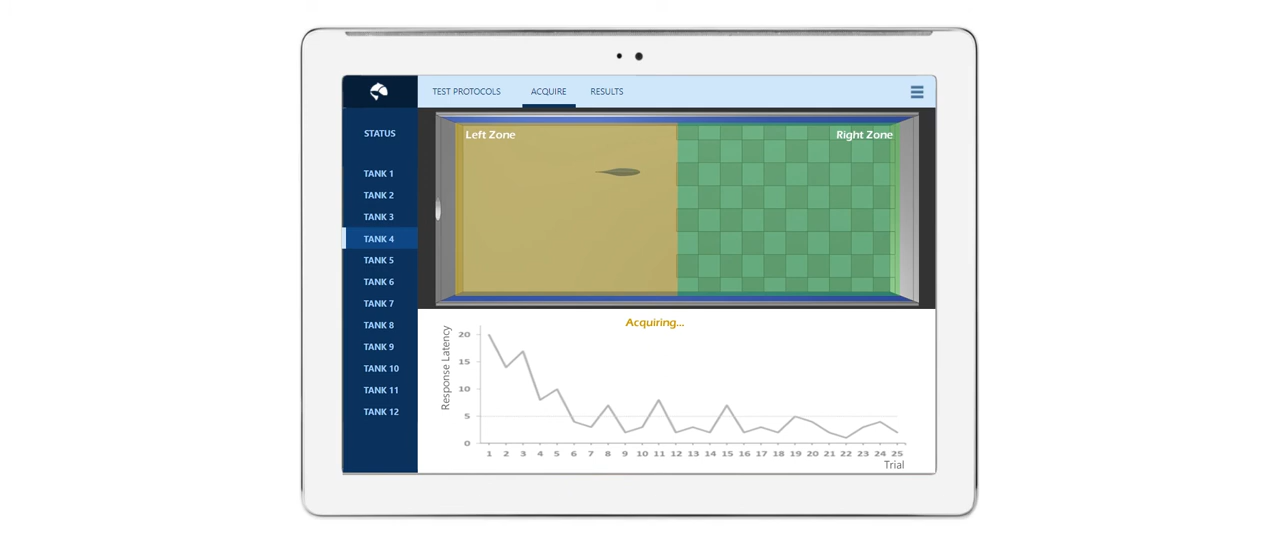 TEST PROTOCOLS ACQUIRE RESULTS
STATUS
TANK 1
TANK 2
TANK 3
TANK 4
TANK 5
TANK 6
TANK 7
TANK 8
TANK 9
TANK 10
TANK 11
TANK 12
Left Zone Right Zone
Acquiring...
Response Latency
20
15
10
5
0
1 2 3 4 5 6 7 8 9 10 11 12 13 14 15 16 17 18 19 20 21 22 23 24 25
Trial